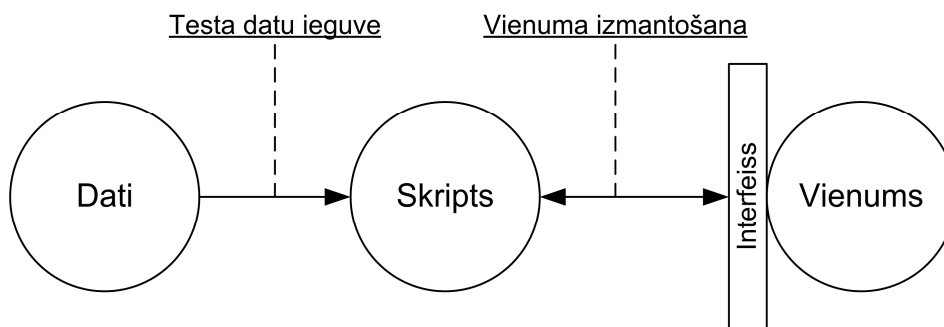 Testa datu ieguve
Vienuma izmantošana
Dati
Skripts
Interfeiss
Vienums